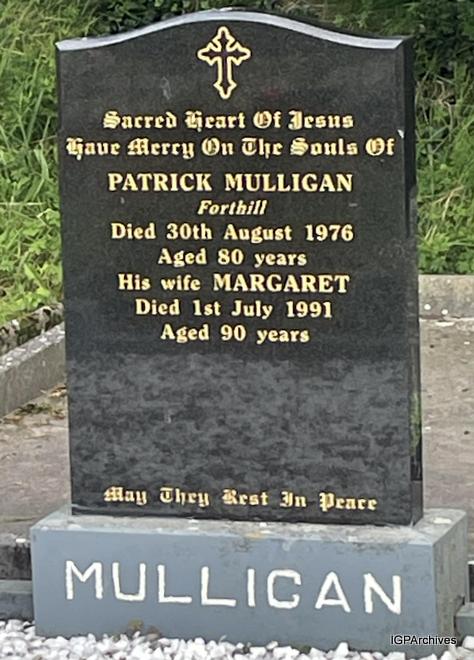 Sacred Heart Of Jesus
Have Mercy On The Souls Of
PATRICK MULLIGAN
Forthill
Died 30th August 1976
Aged 80 years
His wife MARGARET
Died 1st July 1991
Aged 90 years
May They Rest In Peace
MULLIGAN
IGPArchives